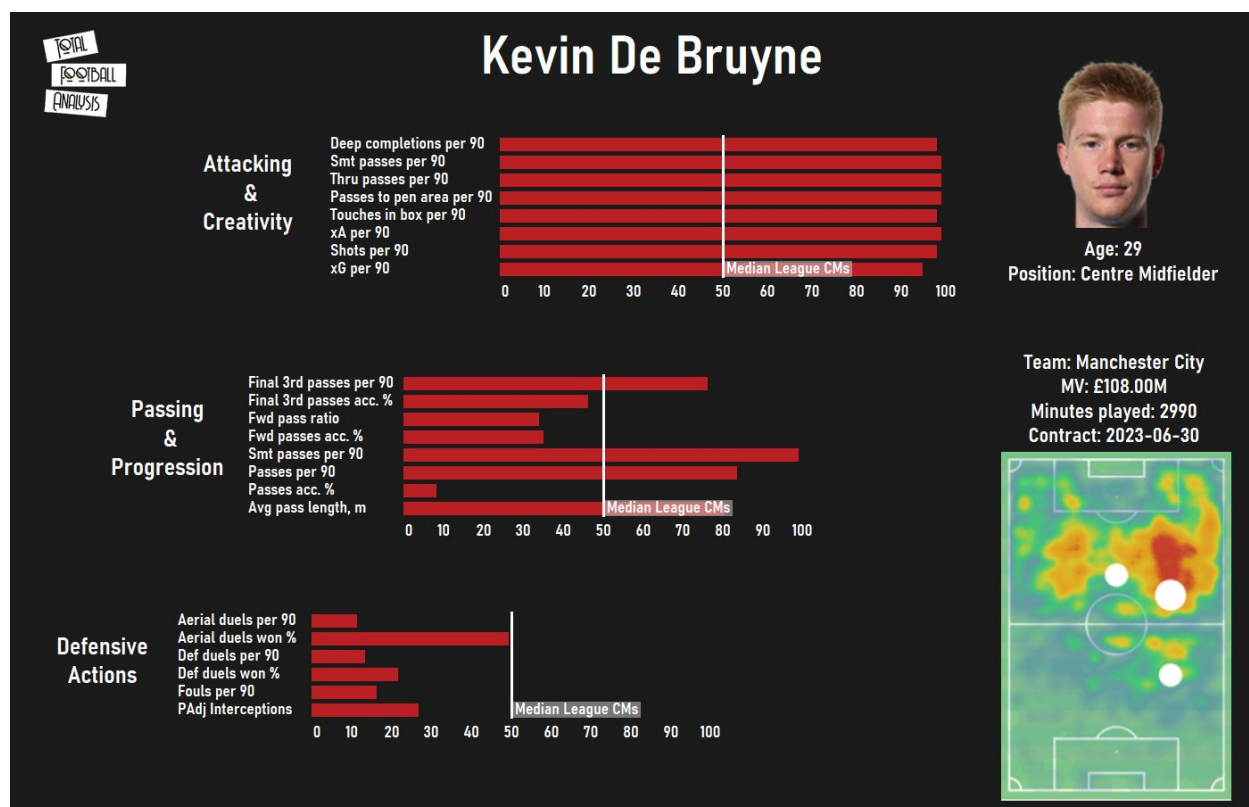 TOTAL
FOOTBALL
ANALYSIS
Kevin De Bruyne
Attacking
&
Creativity
Deep completions per 90
Smt passes per 90
Thru passes per 90
Passes to pen area per 90
Touches in box per 90
xA per 90
Shots per 90
xG per 90
Median League CMs
0 10 20 30 40 50 60 70 80 90 100
Age: 29
Position: Centre Midfielder
Passing
&
Progression
Final 3rd passes per 90
Final 3rd passes acc. %
Fwd pass ratio
Fwd passes acc. %
Smt passes per 90
Passes per 90
Passes acc. %
Avg pass length, m
Median League CMs
0 10 20 30 40 50 60 70 80 90 100
Team: Manchester City
MV: £108.00M
Minutes played: 2990
Contract: 2023-06-30
Defensive
Actions
Aerial duels per 90
Aerial duels won %
Def duels per 90
Def duels won %
Fouls per 90
PAdj Interceptions
Median League CMs
0 10 20 30 40 50 60 70 80 90 100